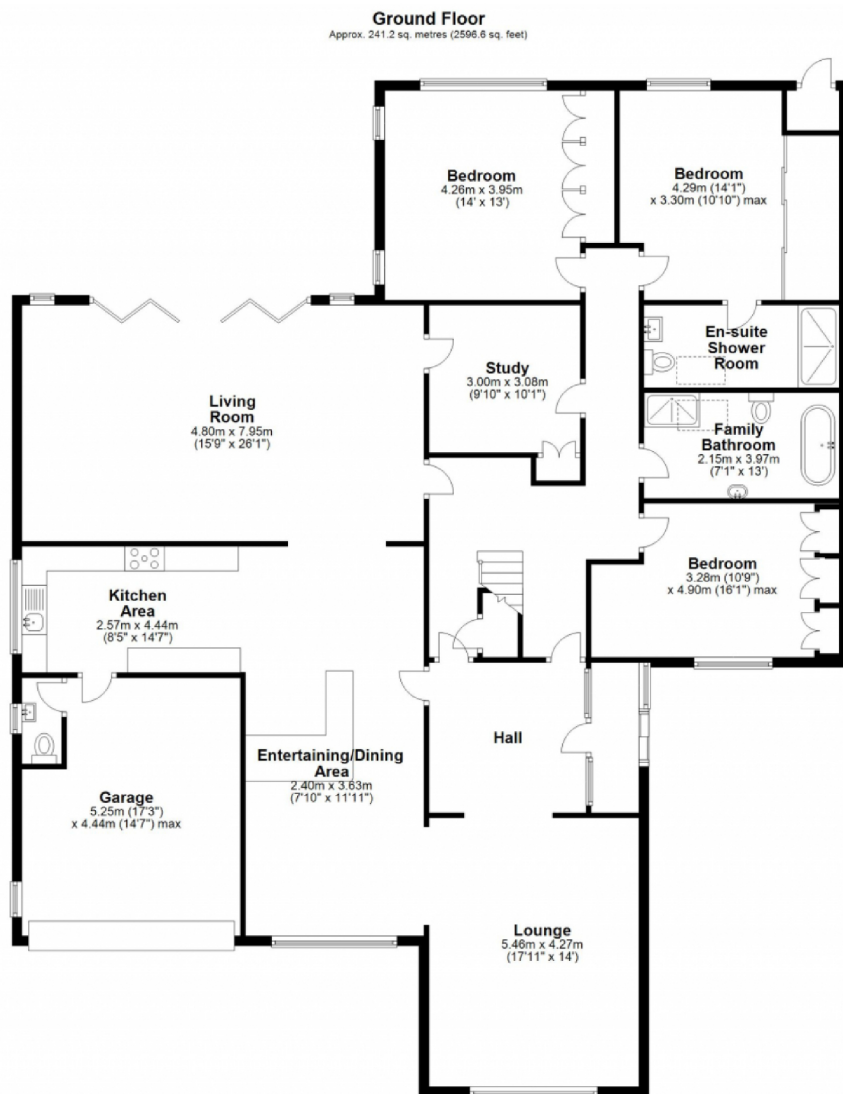 Ground Floor
Approx. 241.2 sq. metres (2596.6 sq. feet)
Bedroom
4.26m x 3.95m
(14' x 13')
Bedroom
4.29m (14'1")
x 3.30m (10'10") max
En-suite
Shower
Room
Study
3.00m x 3.08m
(9'10" x 10'1")
Living
Room
4.80m x 7.95m
(15'9" x 26'1")
Family
Bathroom
2.15m x 3.97m
(7'1" x 13')
Bedroom
3.28m (10'9")
x 4.90m (16'1") max
Kitchen
Area
2.57m x 4.44m
(8'5" x 14'7")
Hall
Entertaining/Dining
Area
2.40m x 3.63m
(7'10" x 11'11")
Garage
5.25m (17'3")
x 4.44m (14'7") max
Lounge
5.46m x 4.27m
(17'11" x 14')